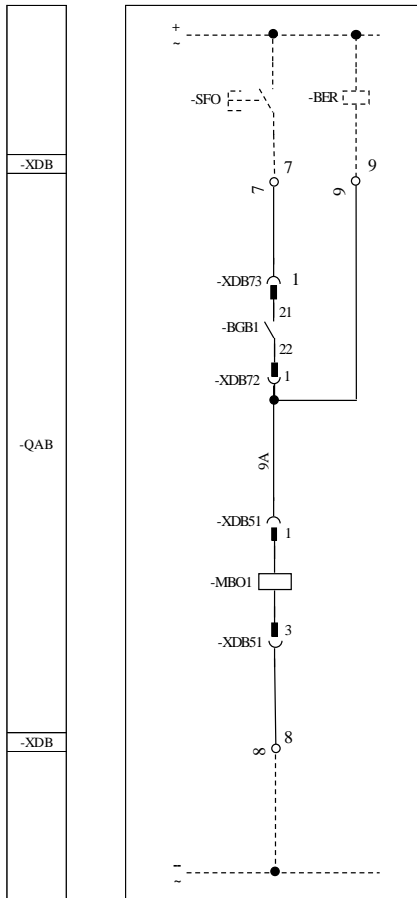 +
~
-SFO
-BER
-XDB
7
9
7
9
-XDB73 1
21
-BGB1
22
-XDB72 1
-QAB
9A
-XDB51
1
-MBO1
3
-XDB51
-XDB
8
8
--
~